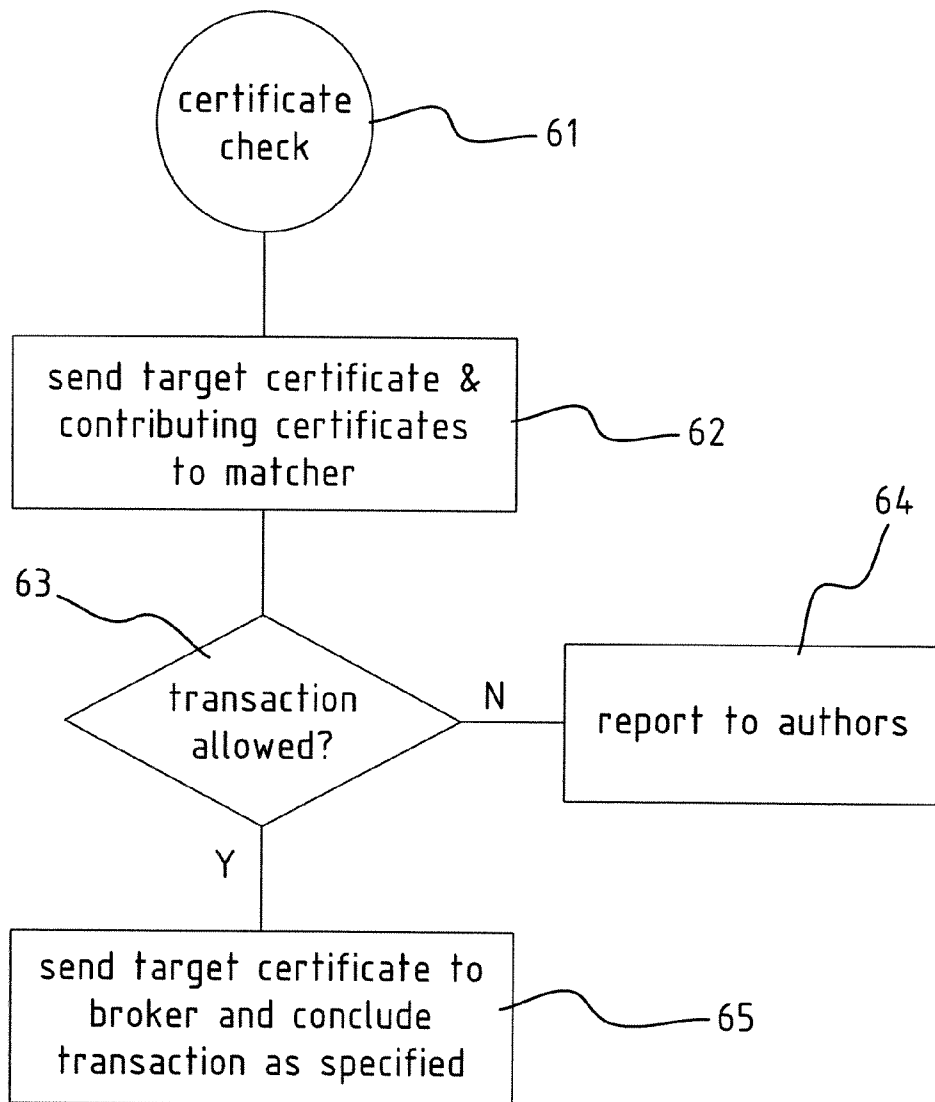 certificate
check
61
send target certificate &
contributing certificates
to matcher
62
64
63
transaction
allowed?
N
report to authors
Y
send target certificate to
broker and conclude
transaction as specified
65